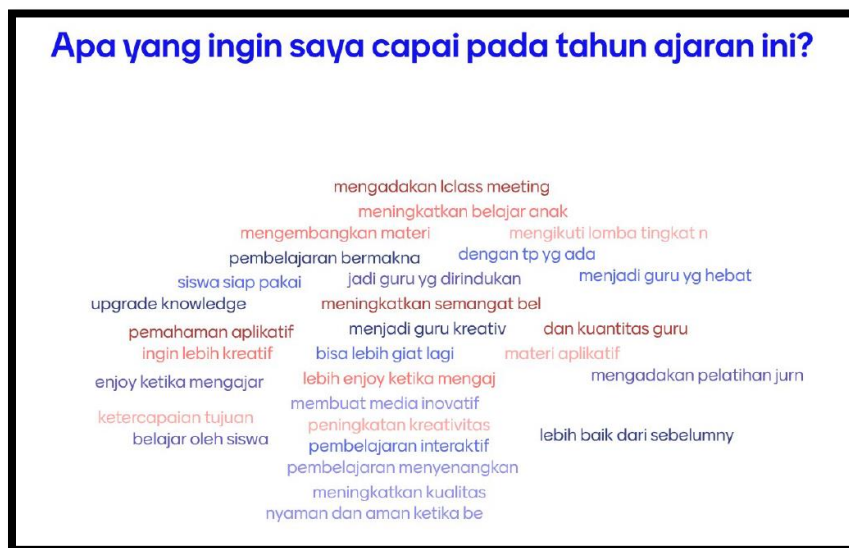 Apa yang ingin saya capai pada tahun ajaran ini?
mengadakan lclass meeting
meningkatkan belajar anak
mengembangkan materi
mengikuti lomba tingkat n
pembelajaran bermakna
dengan tp yg ada
siswa siap pakai
jadi guru yg dirindukan
menjadi guru yg hebat
upgrade knowledge
meningkatkan semangat bel
pemahaman aplikatif
menjadi guru kreativ
dan kuantitas guru
ingin lebih kreatif
bisa lebih giat lagi
materi aplikatif
enjoy ketika mengajar
lebih enjoy ketika mengaj
mengadakan pelatihan jurn
membuat media inovatif
ketercapaian tujuan
peningkatan kreativitas
belajar oleh siswa
pembelajaran interaktif
lebih baik dari sebelumny
pembelajaran menyenangkan
meningkatkan kualitas
nyaman dan aman ketika be